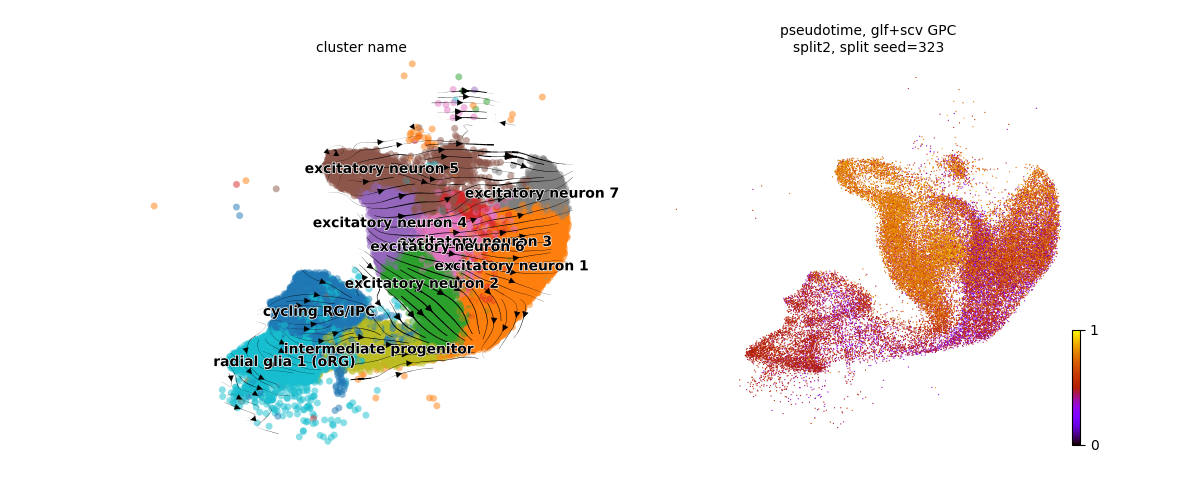 cluster name
pseudotime, glf+scv GPC
split2, split seed=323
excitatory neuron 5
excitatory neuron 7
excitatory neuron 4
excitatory neuron 3
excitatory neuron 6
excitatory neuron 1
excitatory neuron 2
cycling RG/IPC
intermediate progenitor
radial glia 1 (oRG)
1
0